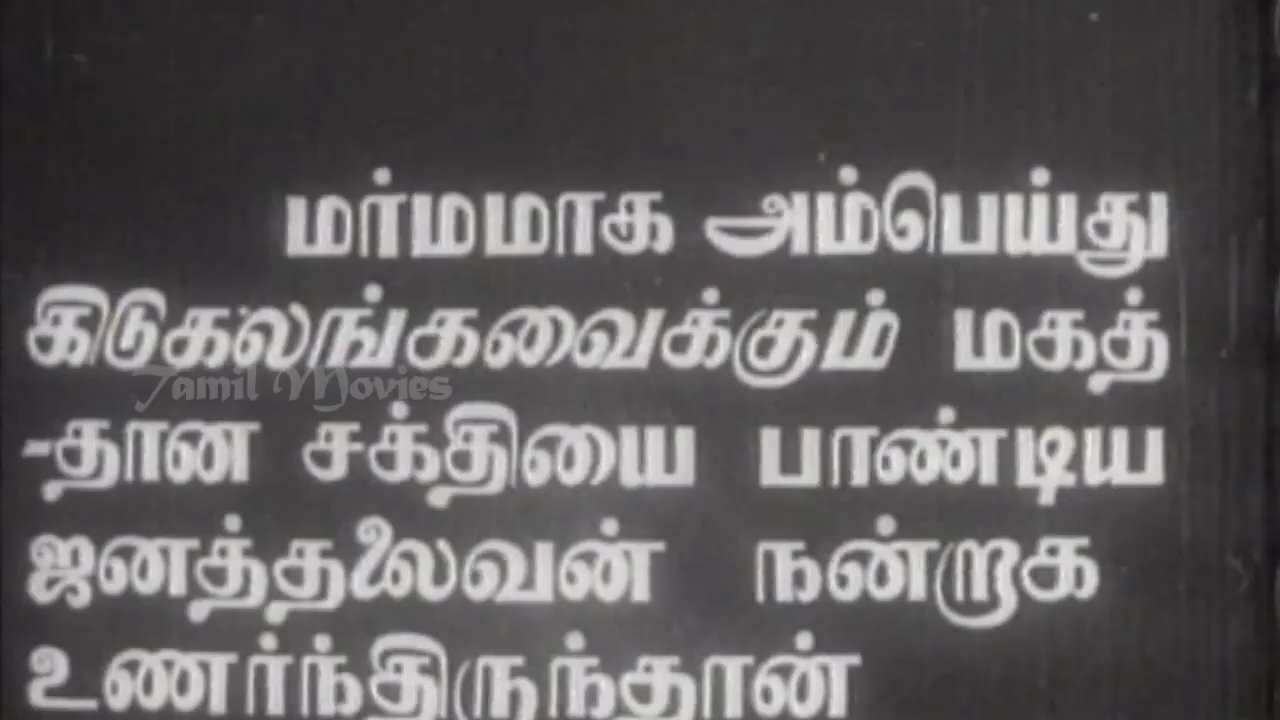 மர்மமாக அம்பெய்து
கிடுகலங்கவைக்கும் மகத்
Tamil Movies
-தான சக்தியை பாண்டிய
ஜனத்தலைவன் நன்றாக
உணர்ந்திருந்தான்